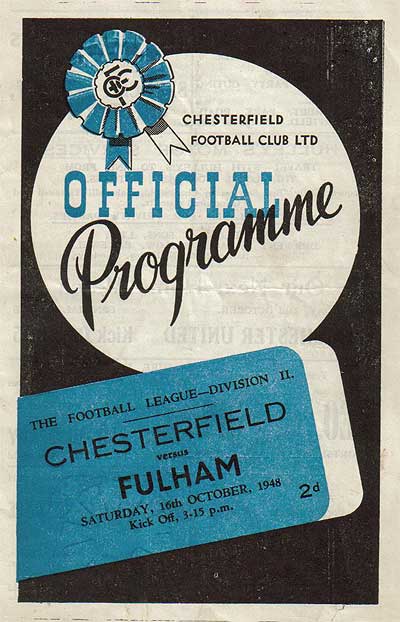 CFC
CHESTERFIELD
FOOTBALL CLUB LTD
OFFICIAL
Programme
THE FOOTBALL LEAGUE—DIVISION II.
CHESTERFIELD
versus
FULHAM
SATURDAY, 16th OCTOBER, 1948
Kick Off, 3-15 p.m.
2d